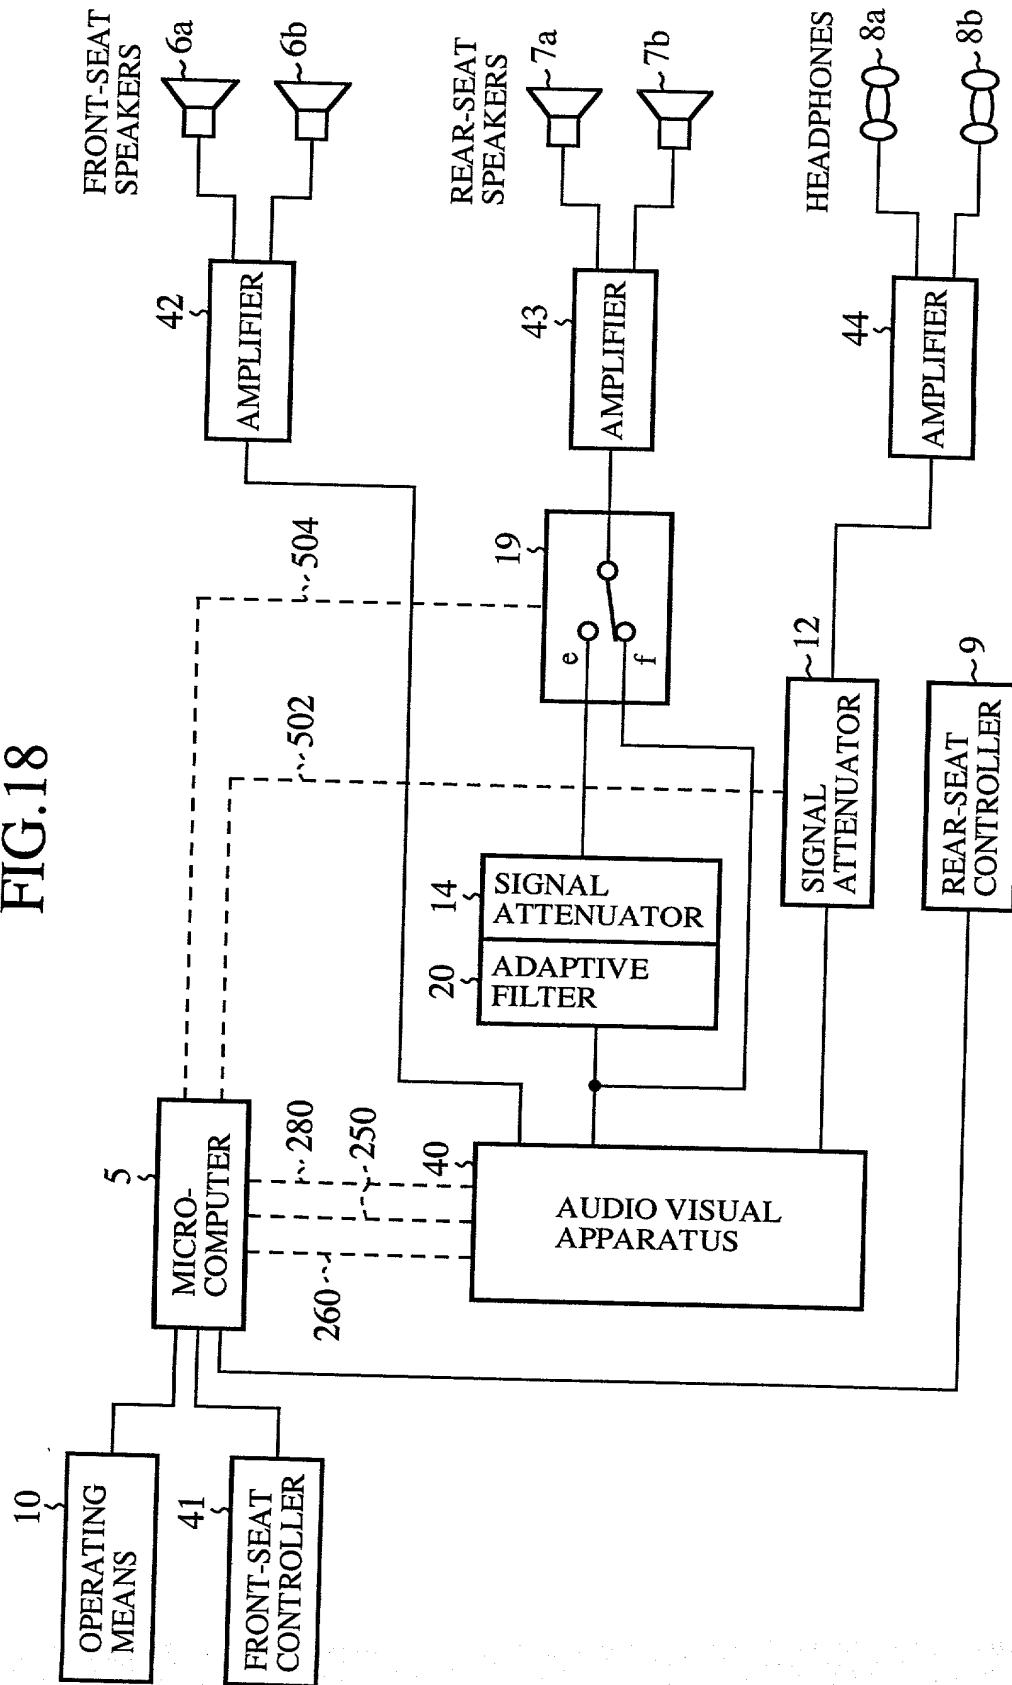 FIG.18
10
OPERATING
MEANS
41
FRONT-SEAT
CONTROLLER
5
MICRO-
COMPUTER
280
250
260
504
502
40
AUDIO VISUAL
APPARATUS
20
ADAPTIVE
FILTER
14
SIGNAL
ATTENUATOR
19
e
f
12
SIGNAL
ATTENUATOR
9
REAR-SEAT
CONTROLLER
42
AMPLIFIER
43
AMPLIFIER
44
AMPLIFIER
FRONT-SEAT
SPEAKERS
6a
6b
REAR-SEAT
SPEAKERS
7a
7b
HEADPHONES
8a
8b